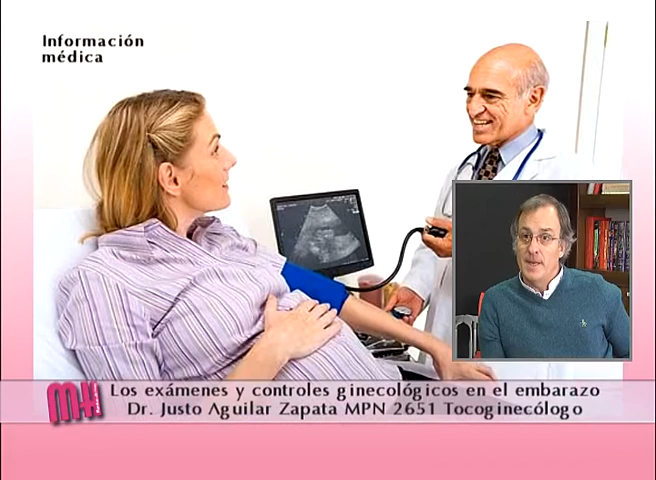 Información
médica
M+H
Los exámenes y controles ginecológicos en el embarazo
Dr. Justo Aguilar Zapata MPN 2651 Tocoginecólogo